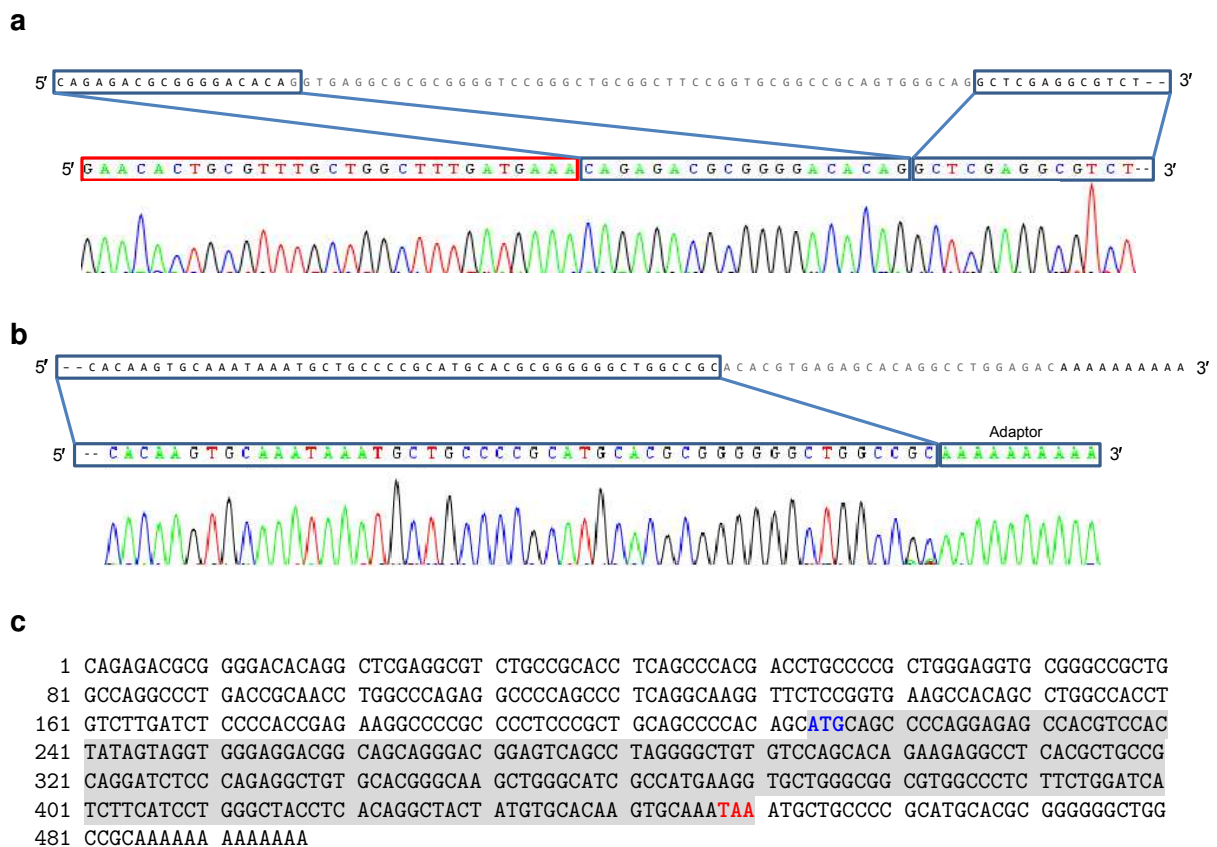 a
5′ CAGAGACGCGGGGACACAGGTGAGGCGCGCGGGGTCCGGGCTGCGGCTTCCGGTGCGGCCGCAGTGGGCAGGCTCGAGGCGTCT-- 3′
5′ GAACACTGCGTTTGCTGGCTTTGATGAAACAGAGACGCGGGGACACAGGCTCGAGGCGTCT-- 3′
b
5′ --CACAAGTGCAAATAAATGCTGCCCCGCATGCACGCGGGGGGCTGGCCGCACACGTGAGAGCACAGGCCTGGAGACAAAAAAAAAA 3′
Adaptor
5′ --CACAAGTGCAAATAAATGCTGCCCCGCATGCACGCGGGGGGCTGGCCGCAAAAAAAAAA 3′
c
1 CAGAGACGCG GGGACACAGG CTCGAGGCGT CTGCCGCACC TCAGCCCACG ACCTGCCCCG CTGGGAGGTG CGGGCCGCTG
81 GCCAGGCCCT GACCGCAACC TGGCCCAGAG GCCCCAGCCC TCAGGCAAGG TTCTCCGGTG AAGCCACAGC CTGGCCACCT
161 GTCTTGATCT CCCCACCGAG AAGGCCCCGC CCCTCCCGCT GCAGCCCCAC AGCATGCAGC CCCAGGAGAG CCACGTCCAC
241 TATAGTAGGT GGGAGGACGG CAGCAGGGAC GGAGTCAGCC TAGGGGCTGT GTCCAGCACA GAAGAGGCCT CACGCTGCCG
321 CAGGATCTCC CAGAGGCTGT GCACGGGCAA GCTGGGCATC GCCATGAAGG TGCTGGGCGG CGTGGCCCTC TTCTGGATCA
401 TCTTCATCCT GGGCTACCTC ACAGGCTACT ATGTGCACAA GTGCAAATAA ATGCTGCCCC GCATGCACGC GGGGGGCTGG
481 CCGCAAAAAA AAAAAAA